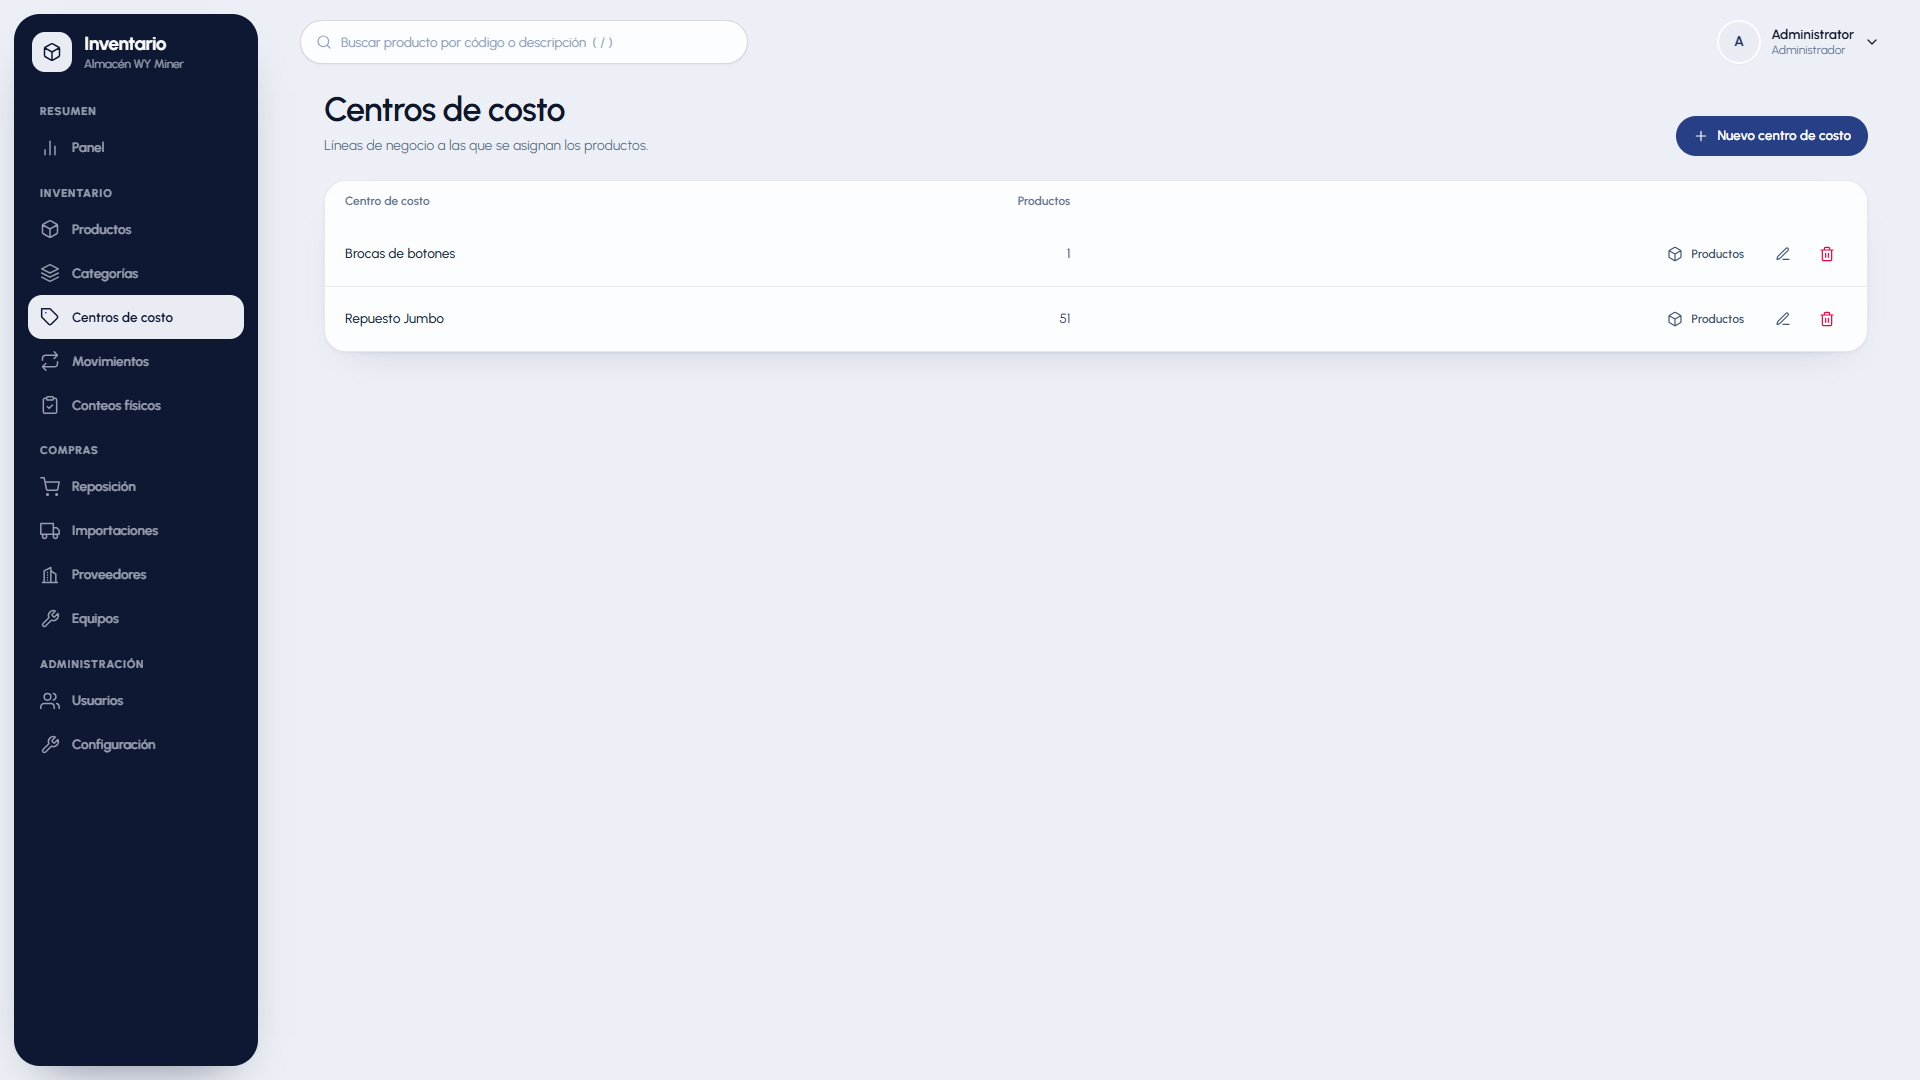 Inventario
Almacén WY Miner
RESUMEN
Panel
INVENTARIO
Productos
Categorías
Centros de costo
Movimientos
Conteos físicos
COMPRAS
Reposición
Importaciones
Proveedores
Equipos
ADMINISTRACIÓN
Usuarios
Configuración
Buscar producto por código o descripción ( / )
A
Administrator
Administrador
Centros de costo
Líneas de negocio a las que se asignan los productos.
Nuevo centro de costo
Centro de costo Productos
Brocas de botones 1 Productos
Repuesto Jumbo 51 Productos